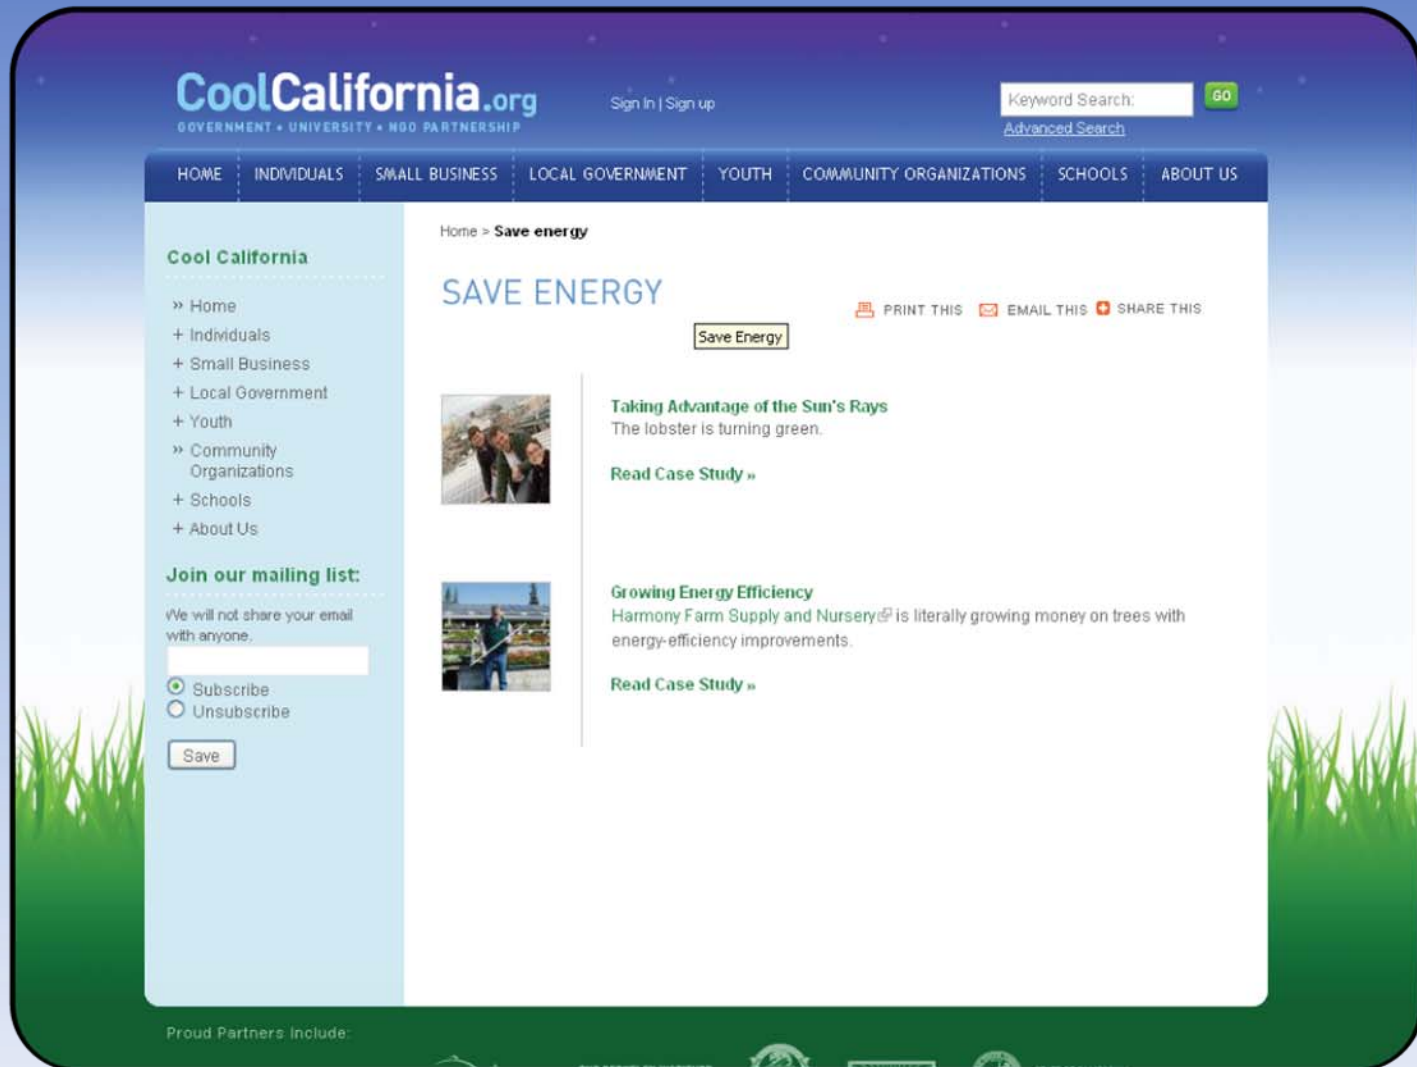 CoolCalifornia.org
GOVERNMENT • UNIVERSITY • NGO PARTNERSHIP
Sign In | Sign up
Keyword Search:
GO
Advanced Search
HOME
INDIVIDUALS
SMALL BUSINESS
LOCAL GOVERNMENT
YOUTH
COMMUNITY ORGANIZATIONS
SCHOOLS
ABOUT US
Cool California
» Home
+ Individuals
+ Small Business
+ Local Government
+ Youth
» Community
Organizations
+ Schools
+ About Us
Join our mailing list:
We will not share your email
with anyone.
Subscribe
Unsubscribe
Save
Home > Save energy
SAVE ENERGY
PRINT THIS
EMAIL THIS
SHARE THIS
Save Energy
Taking Advantage of the Sun's Rays
The lobster is turning green.
Read Case Study »
Growing Energy Efficiency
Harmony Farm Supply and Nursery is literally growing money on trees with
energy-efficiency improvements.
Read Case Study »
Proud Partners Include: